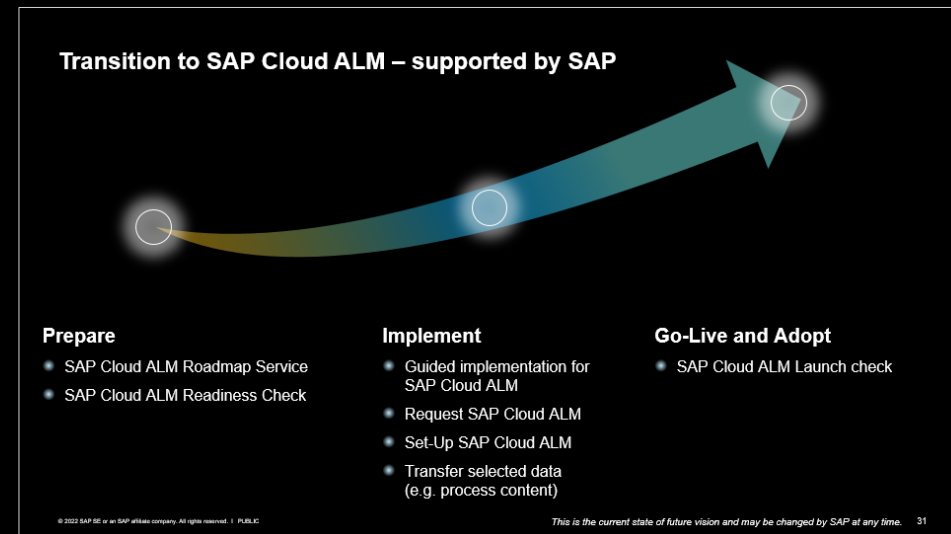 Transition to SAP Cloud ALM – supported by SAP
Prepare
SAP Cloud ALM Roadmap Service
SAP Cloud ALM Readiness Check
Implement
Guided implementation for
SAP Cloud ALM
Request SAP Cloud ALM
Set-Up SAP Cloud ALM
Transfer selected data
(e.g. process content)
Go-Live and Adopt
SAP Cloud ALM Launch check
© 2022 SAP SE or an SAP affiliate company. All rights reserved. I PUBLIC
This is the current state of future vision and may be changed by SAP at any time.
31